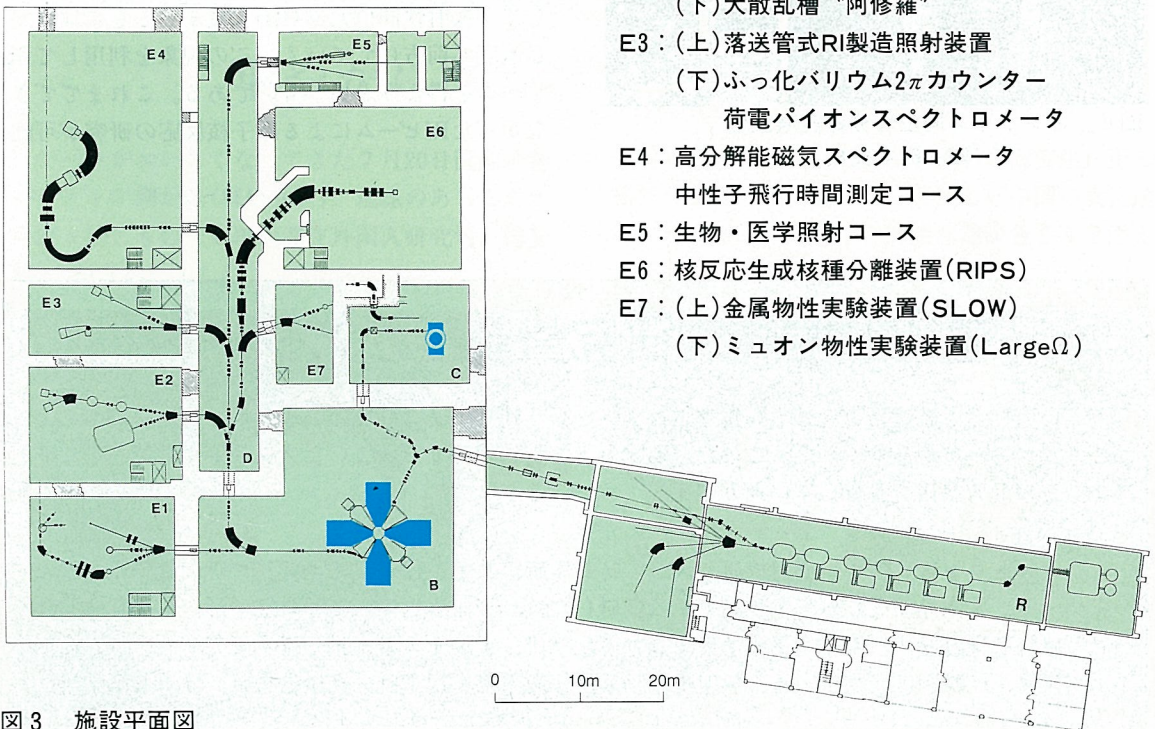 (下)大散乱槽“阿修羅”
E3:(上)落送管式RI製造照射装置
(下)ふっ化バリウム2πカウンター
荷電パイオンスペクトロメータ
E4:高分解能磁気スペクトロメータ
中性子飛行時間測定コース
E5:生物・医学照射コース
E6:核反応生成核種分離装置(RIPS)
E7:(上)金属物性実験装置(SLOW)
(下)ミュオン物性実験装置(LargeΩ)
E4
E5
E6
E3
E7
C
E2
D
E1
B
R
0 10m 20m
図3 施設平面図